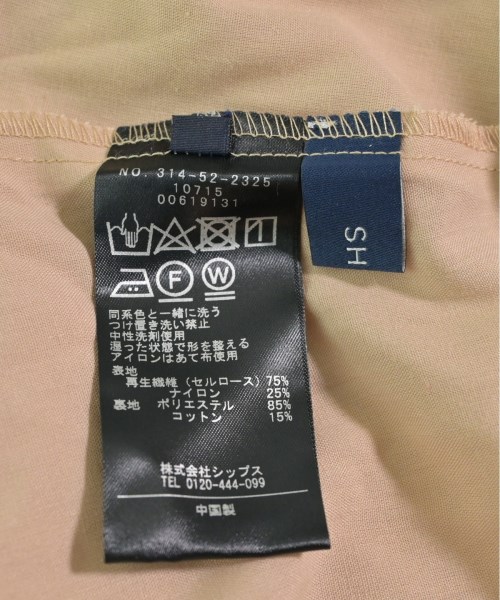 NO. 314-52-2325
10715
00619131
F W
同系色と一緒に洗う
つけ置き洗い禁止
中性洗剤使用
湿った状態で形を整える
アイロンはあて布使用
表地
再生繊維(セルロース) 75%
ナイロン 25%
裏地 ポリエステル 85%
コットン 15%
株式会社シップス
TEL 0120-444-099
中国製
SH